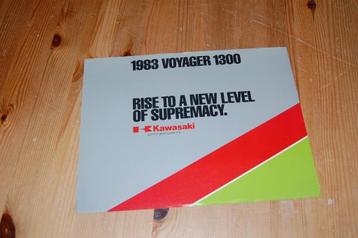 1983 VOYAGER 1300
RISE TO A NEW LEVEL
OF SUPREMACY.
Kawasaki